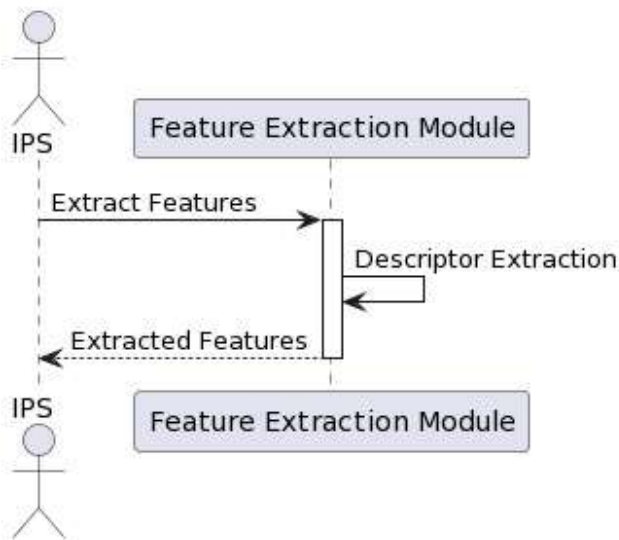 IPS
Feature Extraction Module
Extract Features
Descriptor Extraction
Extracted Features
IPS
Feature Extraction Module